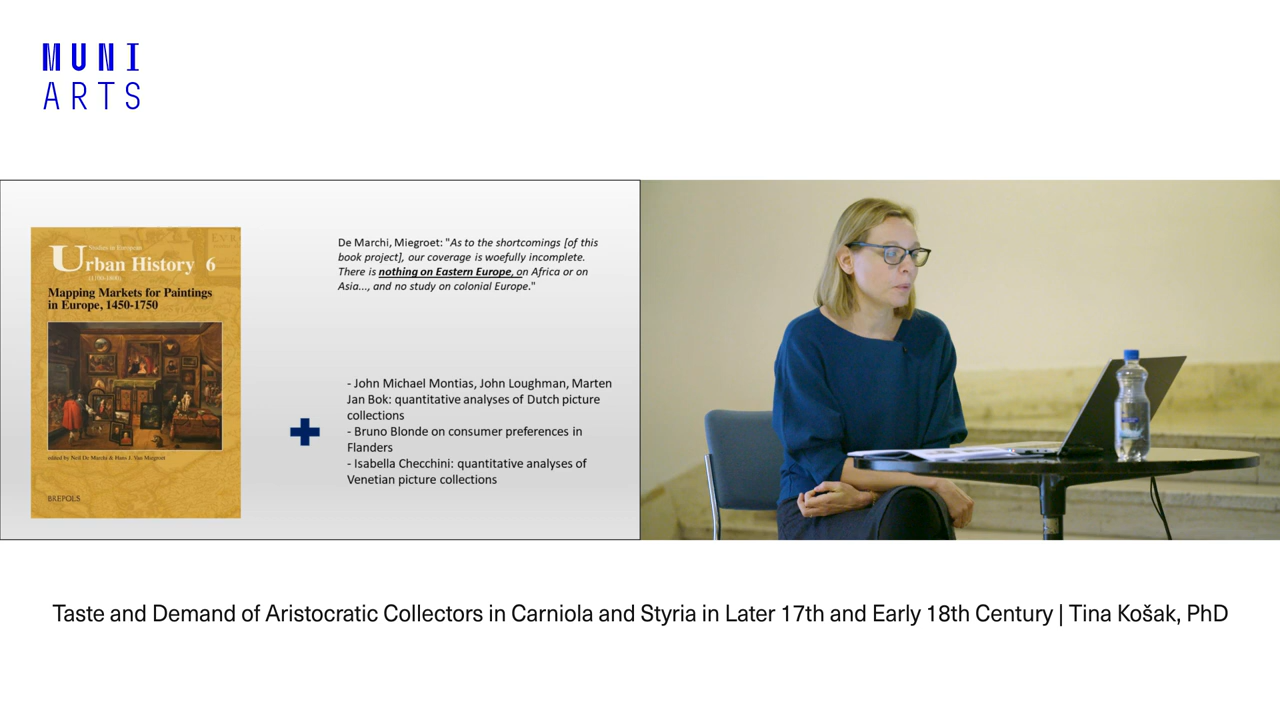 MUNI
ARTS
Studies in European
Urban History 6
(1100-1800)
Mapping Markets for Paintings
in Europe, 1450-1750
edited by Neil De Marchi & Hans J. Van Miegroet
BREPOLS
De Marchi, Miegroet: "As to the shortcomings [of this
book project], our coverage is woefully incomplete.
There is nothing on Eastern Europe, on Africa or on
Asia..., and no study on colonial Europe."
- John Michael Montias, John Loughman, Marten
Jan Bok: quantitative analyses of Dutch picture
collections
- Bruno Blonde on consumer preferences in
Flanders
- Isabella Checchini: quantitative analyses of
Venetian picture collections
Taste and Demand of Aristocratic Collectors in Carniola and Styria in Later 17th and Early 18th Century | Tina Košak, PhD